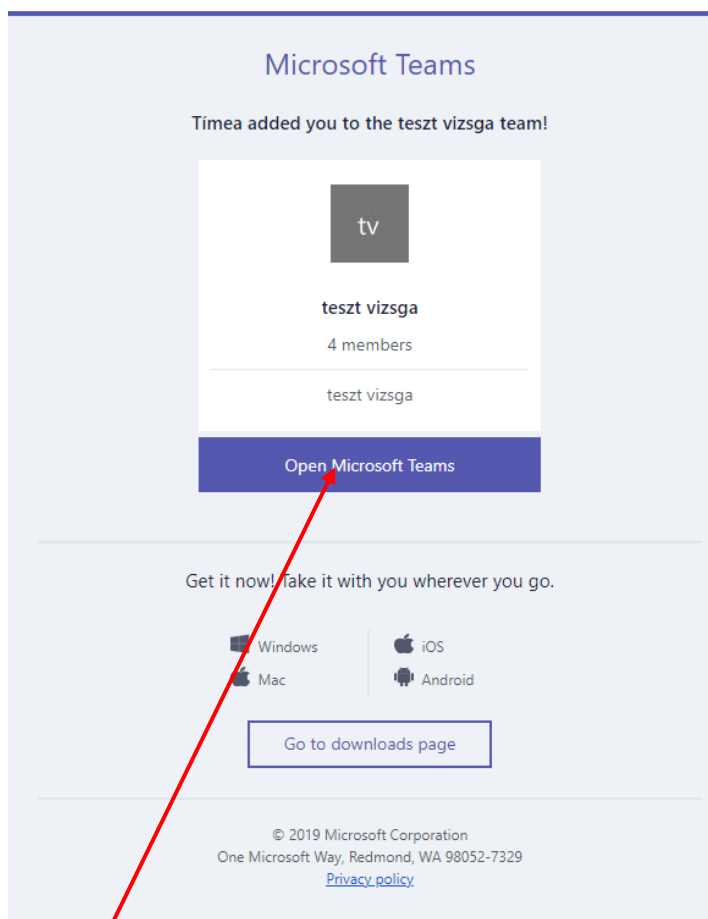 Microsoft Teams
Tímea added you to the teszt vizsga team!
tv
teszt vizsga
4 members
teszt vizsga
Open Microsoft Teams
Get it now! Take it with you wherever you go.
Windows
iOS
Mac
Android
Go to downloads page
© 2019 Microsoft Corporation
One Microsoft Way, Redmond, WA 98052-7329
Privacy policy